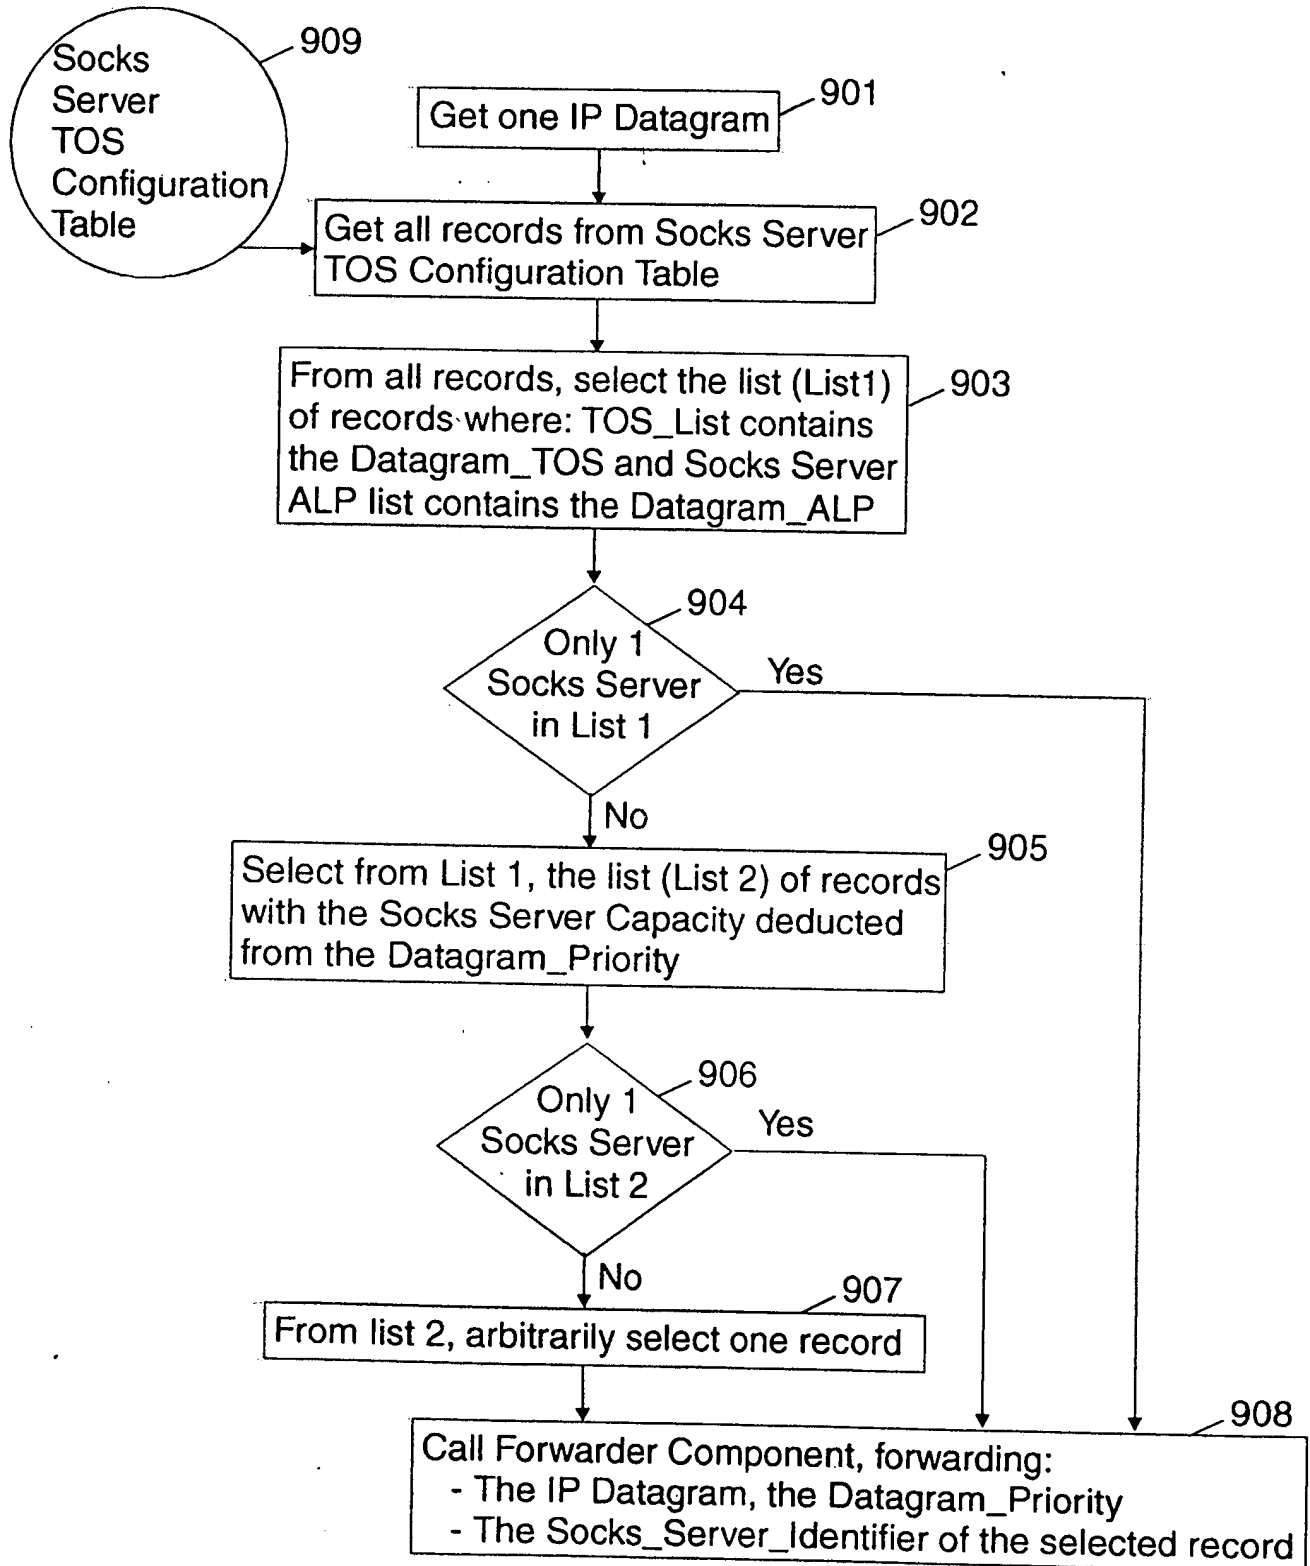 Socks
Server
TOS
Configuration
Table
909
Get one IP Datagram
901
Get all records from Socks Server
TOS Configuration Table
902
From all records, select the list (List1)
of records where: TOS_List contains
the Datagram_TOS and Socks Server
ALP list contains the Datagram_ALP
903
904
Only 1
Socks Server
in List 1
Yes
No
Select from List 1, the list (List 2) of records
with the Socks Server Capacity deducted
from the Datagram_Priority
905
906
Only 1
Socks Server
in List 2
Yes
No
907
From list 2, arbitrarily select one record
908
Call Forwarder Component, forwarding:
- The IP Datagram, the Datagram_Priority
- The Socks_Server_Identifier of the selected record